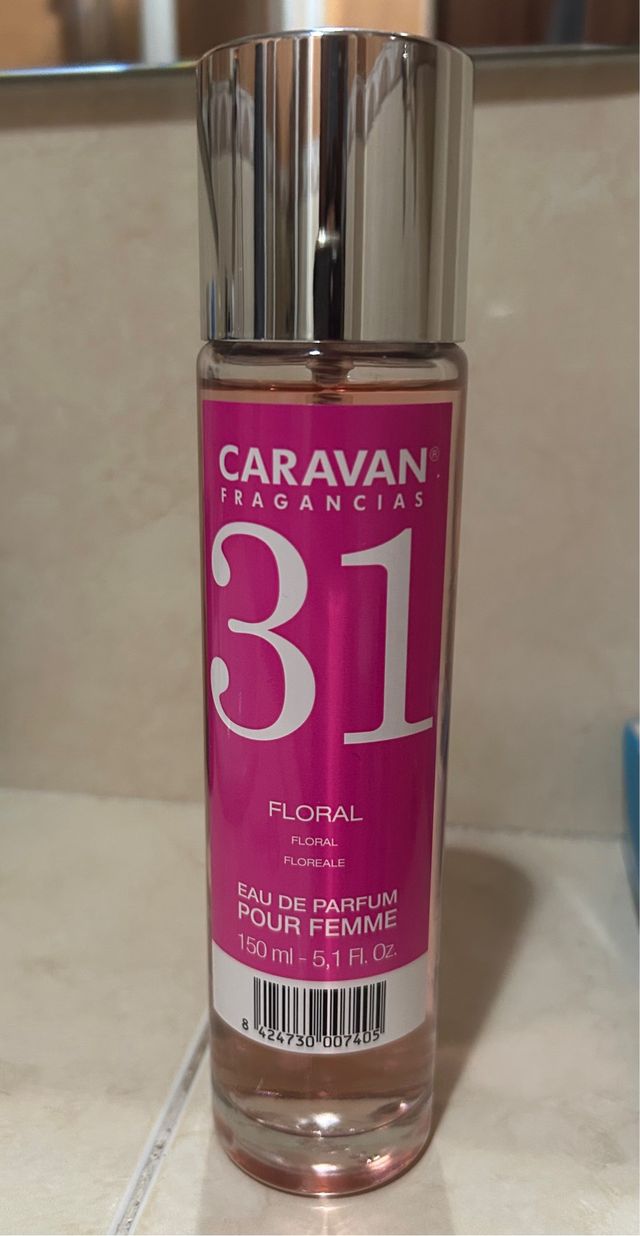 CARAVAN®
FRAGANCIAS
31
FLORAL
FLORAL
FLOREALE
EAU DE PARFUM
POUR FEMME
150 ml - 5,1 Fl. Oz.
8 424730 007405